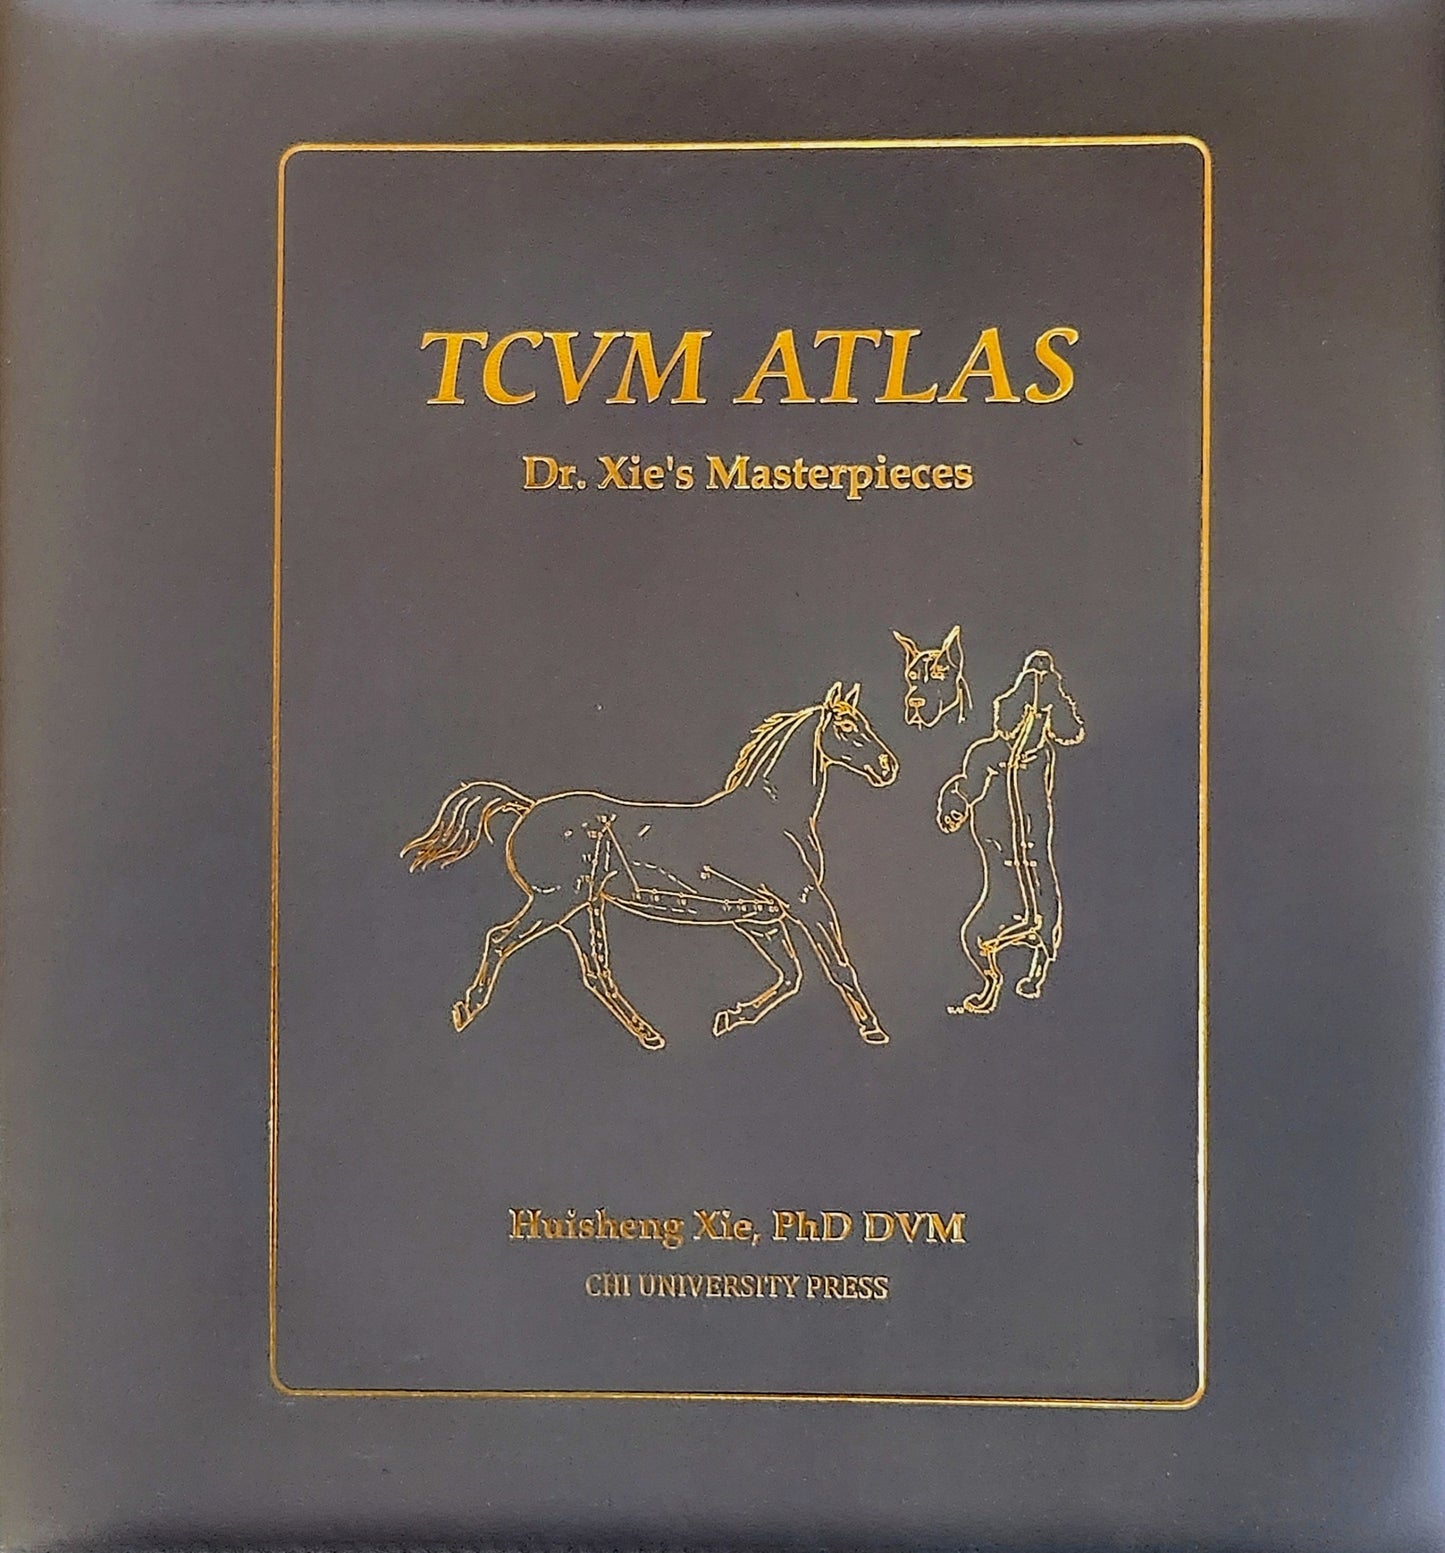 TCVM ATLAS
Dr. Xie's Masterpieces
Huisheng Xie, PhD DVM
CHI UNIVERSITY PRESS